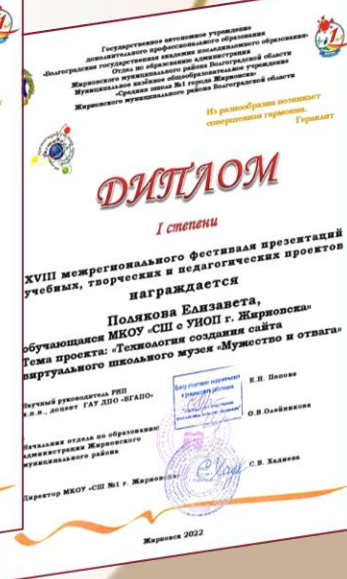 Государственное автономное учреждение
дополнительного профессионального образования
«Волгоградская государственная академия последипломного образования»
Отдел по образованию администрации
Жирновского муниципального района Волгоградской области
Муниципальное казённое общеобразовательное учреждение
«Средняя школа №1 города Жирновска»
Жирновского муниципального района Волгоградской области
Из разнообразия возникает
совершенная гармония.
Гераклит
ДИПЛОМ
I степени
XVIII межрегионального фестиваля презентаций
учебных, творческих и педагогических проектов
награждается
Полякова Елизавета,
обучающаяся МКОУ «СШ с УИОП г. Жирновска»
Тема проекта: «Технология создания сайта
виртуального школьного музея «Мужество и отвага»
Научный руководитель РИП
к.п.н., доцент ГАУ ДПО «ВГАПО»
Е.Н. Попова
Начальник отдела по образованию
администрации Жирновского
муниципального района
О.В.Олейникова
Директор МКОУ «СШ №1 г. Жирновска»
С.В. Хаднева
Жирновск 2022